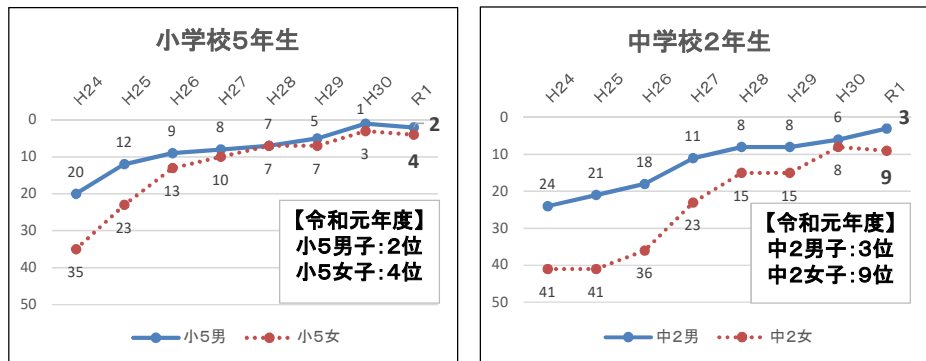 小学校5年生
H24 H25 H26 H27 H28 H29 H30 R1
0
10
20
30
40
50
20 12 9 8 7 5 1 2
35 23 13 10 7 7 3 4
【令和元年度】
小5男子:2位
小5女子:4位
小5男 小5女
中学校2年生
H24 H25 H26 H27 H28 H29 H30 R1
0
10
20
30
40
50
24 21 18 11 8 8 6 3
41 41 36 23 15 15 8 9
【令和元年度】
中2男子:3位
中2女子:9位
中2男 中2女